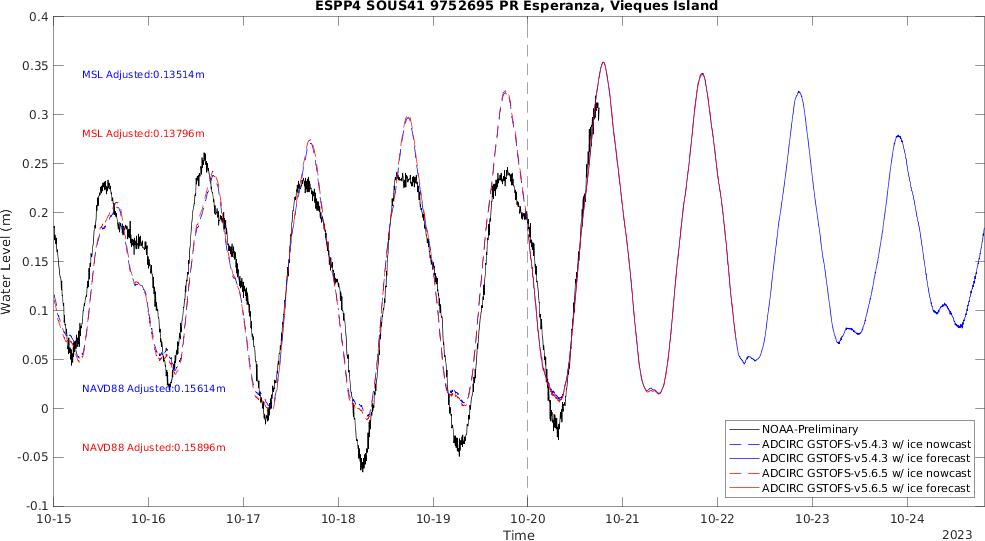 ESPP4 SOUS41 9752695 PR Esperanza, Vieques Island
0.4
0.35
0.3
0.25
0.2
0.15
0.1
0.05
0
-0.05
-0.1
Water Level (m)
MSL Adjusted:0.13514m
MSL Adjusted:0.13796m
NAVD88 Adjusted:0.15614m
NAVD88 Adjusted:0.15896m
NOAA-Preliminary
ADCIRC GSTOFS-v5.4.3 w/ ice nowcast
ADCIRC GSTOFS-v5.4.3 w/ ice forecast
ADCIRC GSTOFS-v5.6.5 w/ ice nowcast
ADCIRC GSTOFS-v5.6.5 w/ ice forecast
10-15 10-16 10-17 10-18 10-19 10-20 10-21 10-22 10-23 10-24
Time
2023